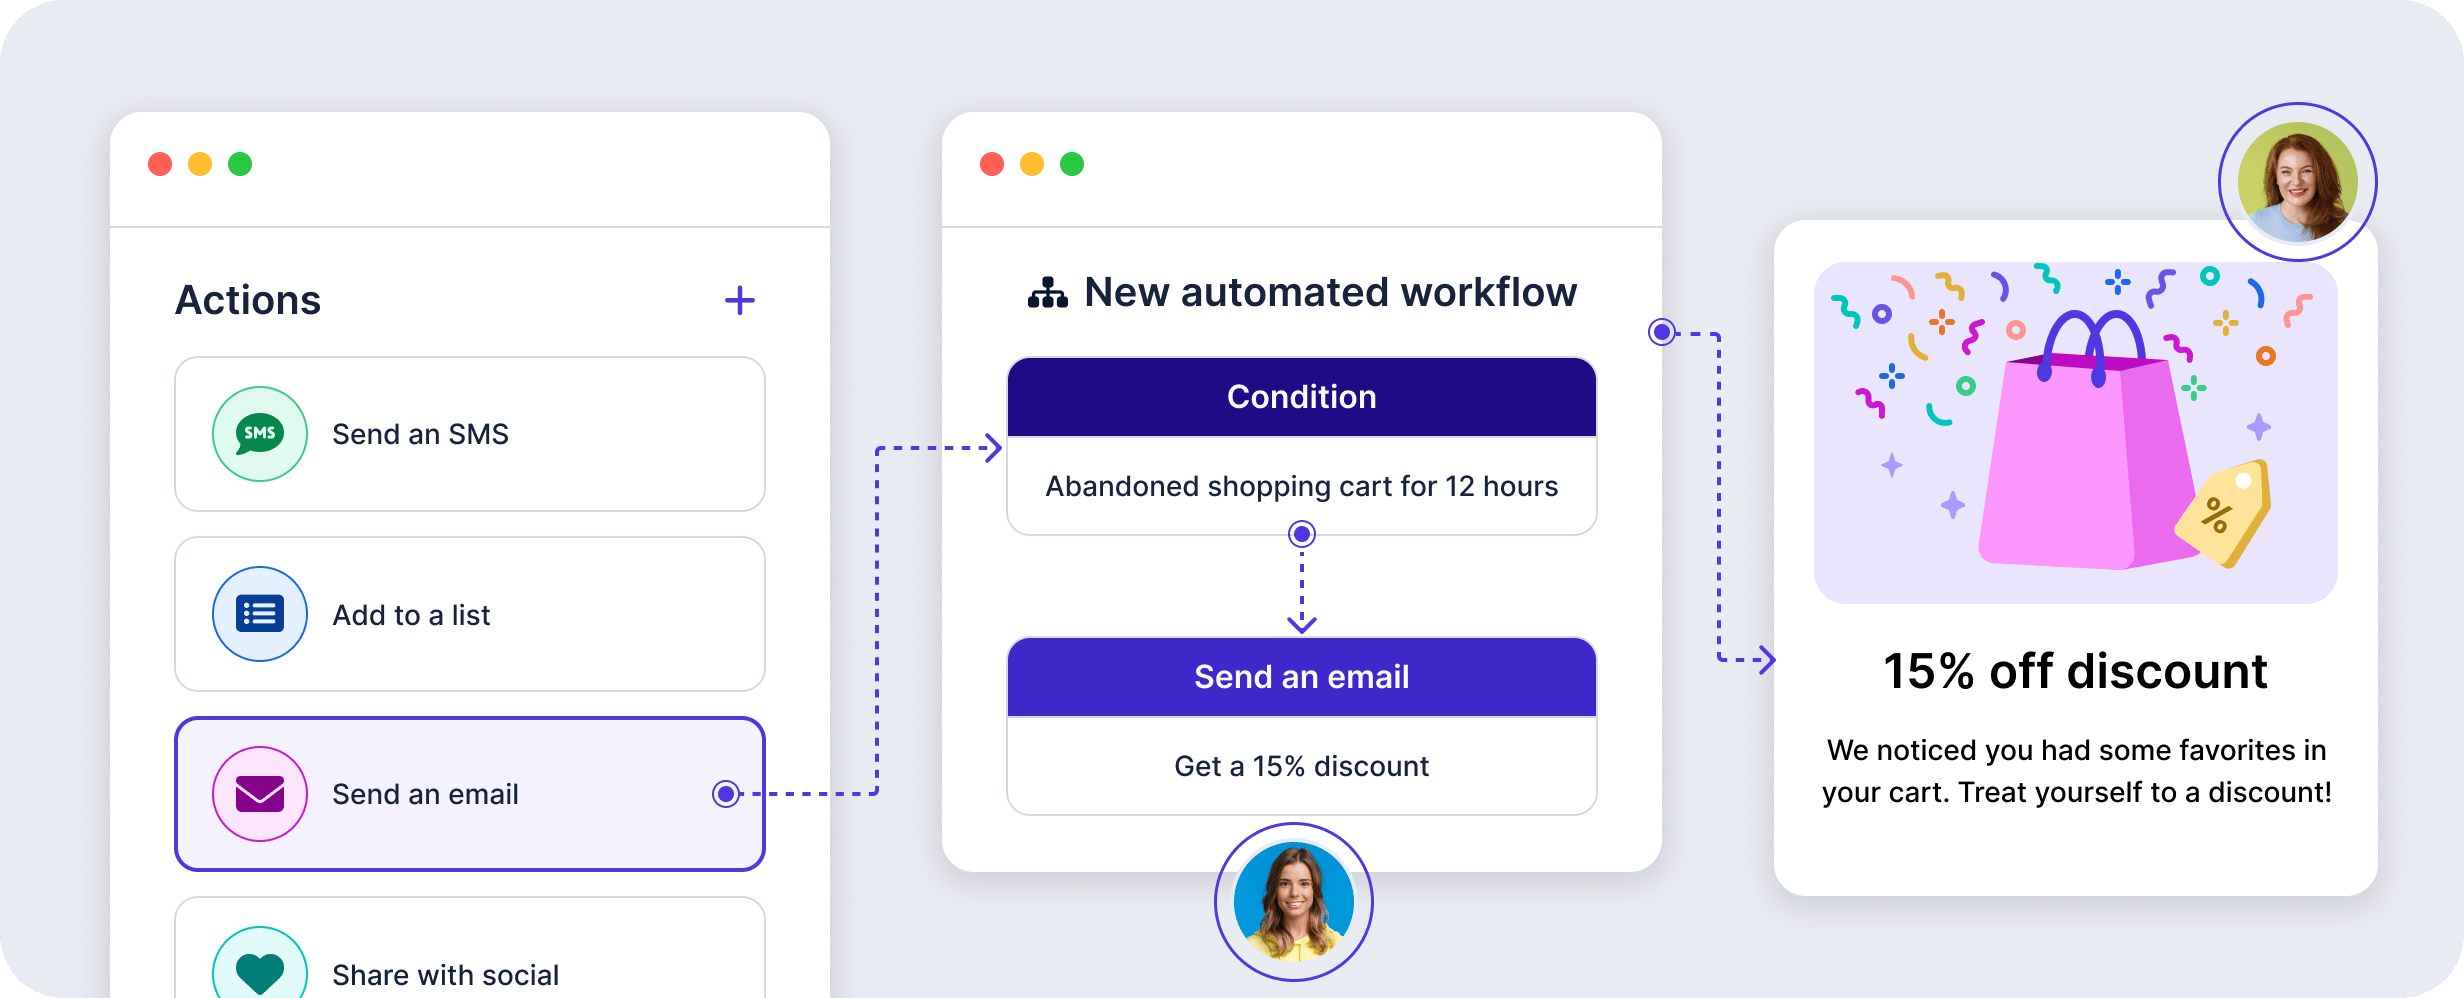 Actions
SMS
Send an SMS
Add to a list
Send an email
Share with social
New automated workflow
Condition
Abandoned shopping cart for 12 hours
Send an email
Get a 15% discount
%
15% off discount
We noticed you had some favorites in
your cart. Treat yourself to a discount!